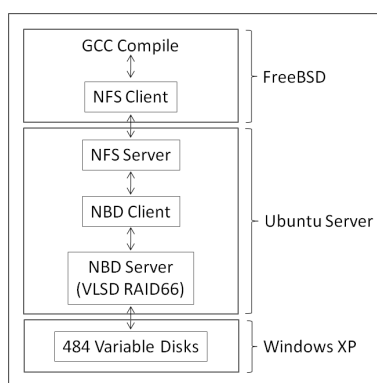 GCC Compile
NFS Client
FreeBSD
NFS Server
NBD Client
Ubuntu Server
NBD Server
(VLSD RAID66)
484 Variable Disks
Windows XP